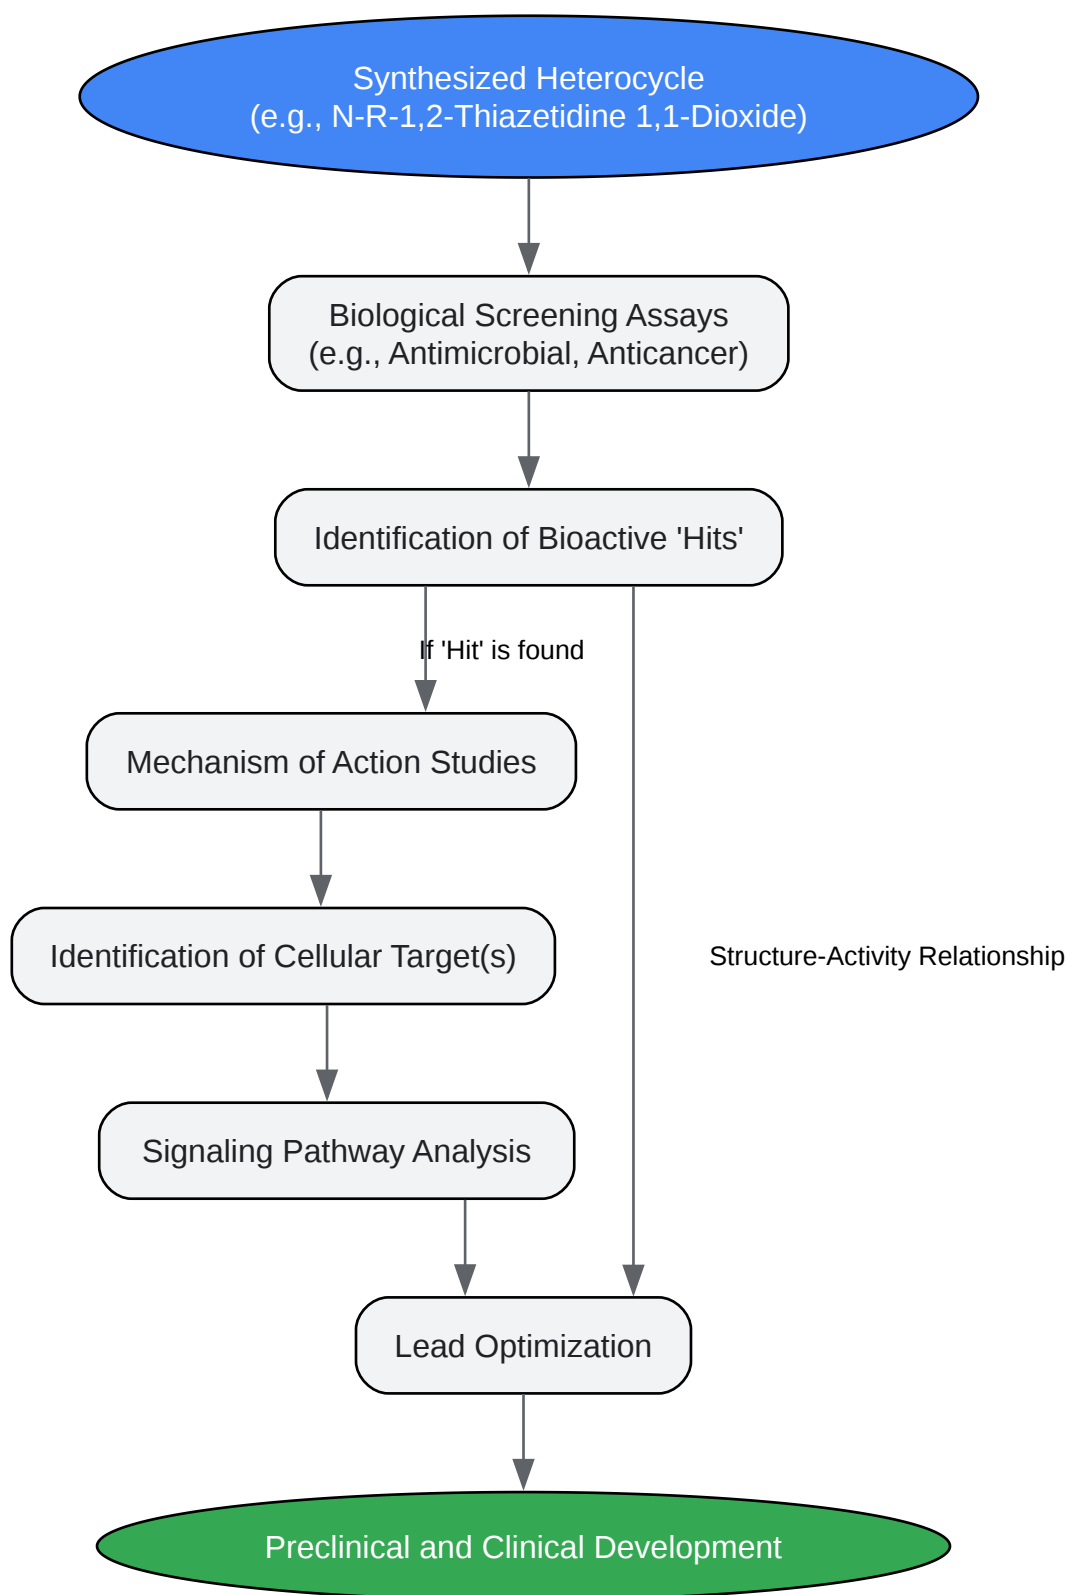 Synthesized Heterocycle
(e.g., N-R-1,2-Thiazetidine 1,1-Dioxide)
Biological Screening Assays
(e.g., Antimicrobial, Anticancer)
Identification of Bioactive 'Hits'
If 'Hit' is found
Mechanism of Action Studies
Identification of Cellular Target(s)
Structure-Activity Relationship
Signaling Pathway Analysis
Lead Optimization
Preclinical and Clinical Development